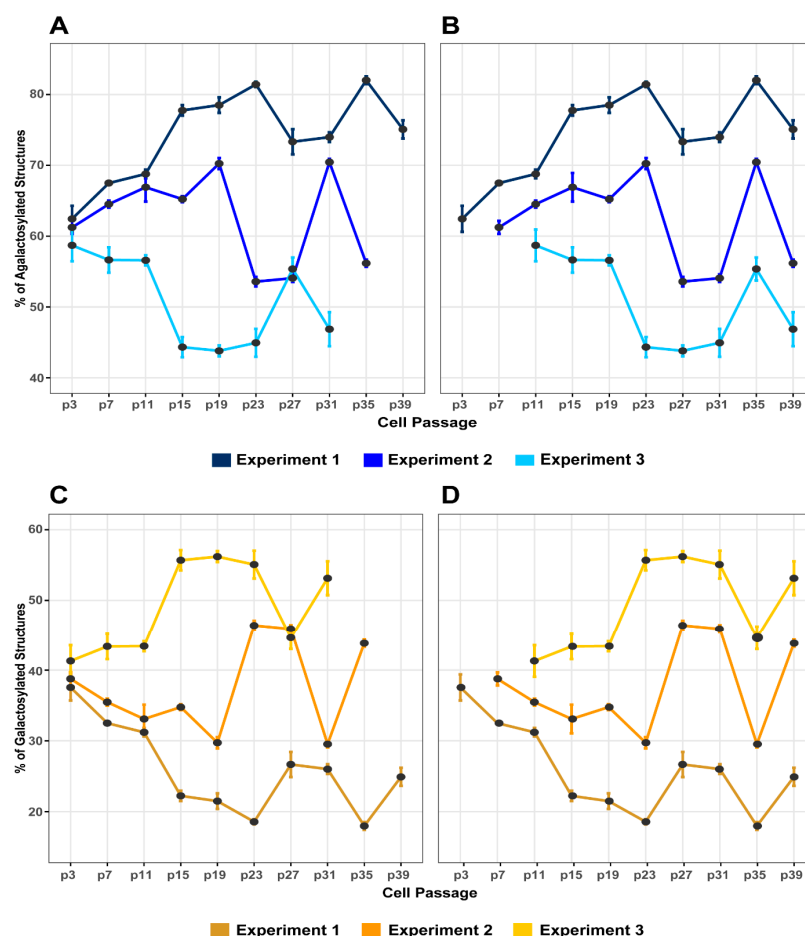 A
B
% of Agalactosylated Structures
80
70
60
50
40
p3 p7 p11 p15 p19 p23 p27 p31 p35 p39
p3 p7 p11 p15 p19 p23 p27 p31 p35 p39
Cell Passage
Experiment 1 Experiment 2 Experiment 3
C
D
% of Galactosylated Structures
60
50
40
30
20
p3 p7 p11 p15 p19 p23 p27 p31 p35 p39
p3 p7 p11 p15 p19 p23 p27 p31 p35 p39
Cell Passage
Experiment 1 Experiment 2 Experiment 3